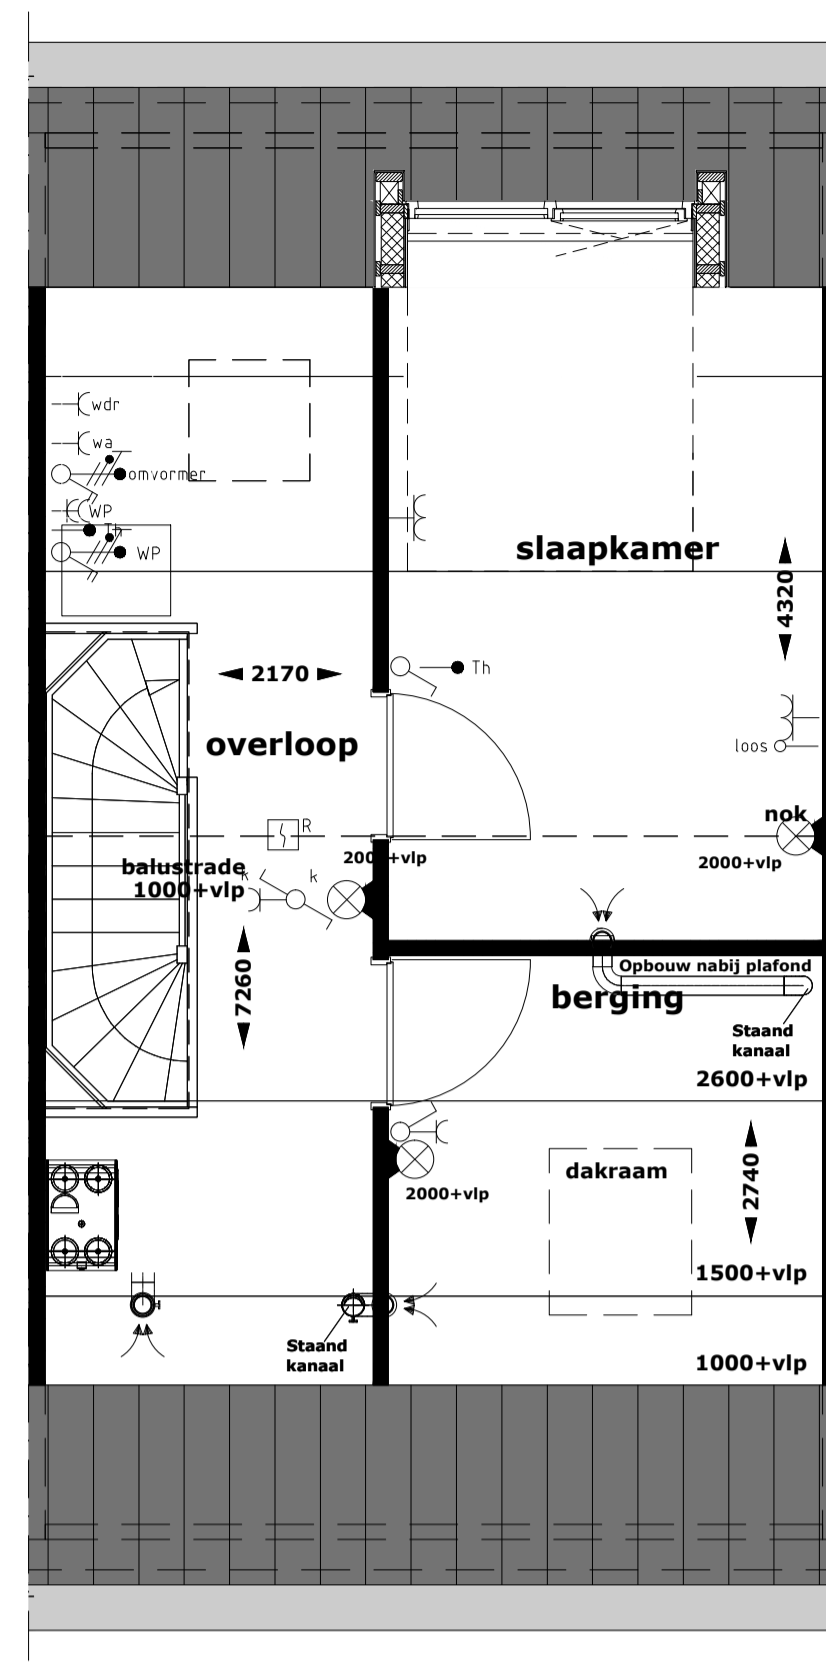 wdr
wa
omvormer
WP
Th
WP
slaapkamer
4320
2170
Th
overloop
loos
nok
R
2000+vlp
2000+vlp
balustrade
k
k
1000+vlp
7260
Opbouw nabij plafond
berging
Staand
kanaal
2600+vlp
dakraam
2740
2000+vlp
1500+vlp
Staand
kanaal
1000+vlp